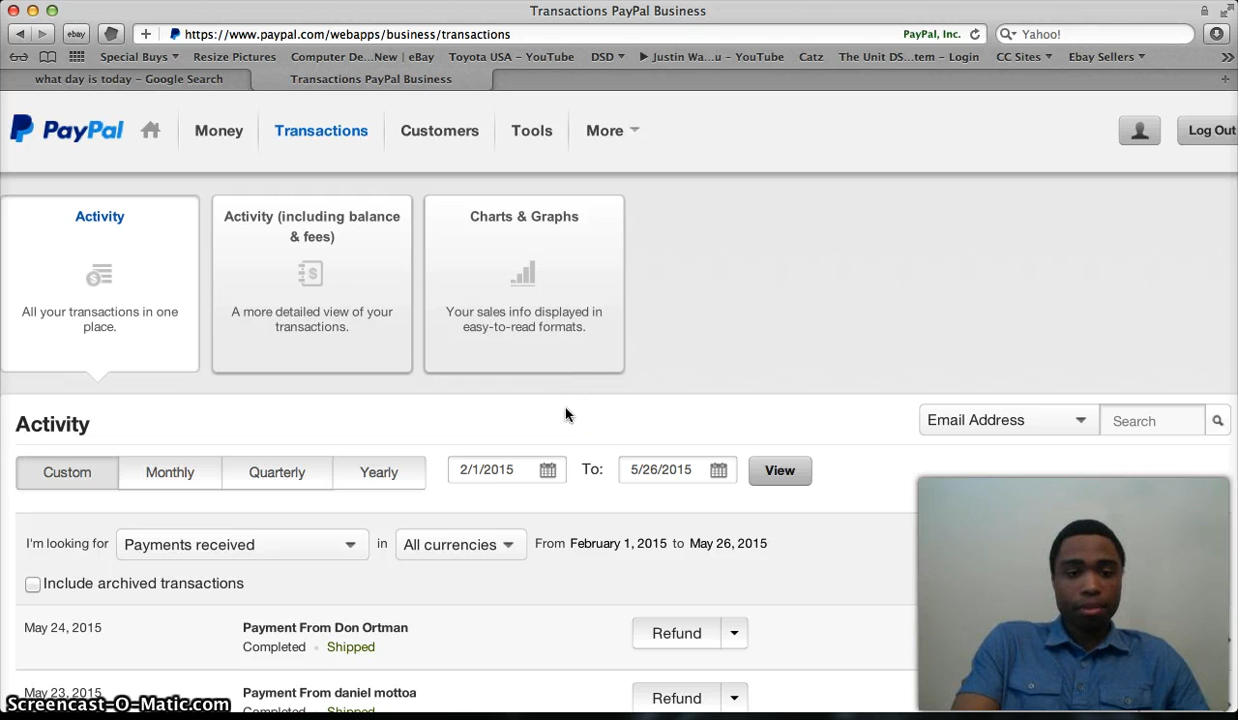 Transactions PayPal Business
ebay
https://www.paypal.com/webapps/business/transactions
PayPal, Inc.
Yahoo!
Special Buys
Resize Pictures
Computer De...New | eBay
Toyota USA - YouTube
DSD
Justin Wa...u - YouTube
Catz
The Unit DS...tem - Login
CC Sites
Ebay Sellers
what day is today - Google Search
Transactions PayPal Business
PayPal
Money
Transactions
Customers
Tools
More
Log Out
Activity
All your transactions in one
place.
Activity (including balance
& fees)
A more detailed view of your
transactions.
Charts & Graphs
Your sales info displayed in
easy-to-read formats.
Activity
Email Address
Search
Custom
Monthly
Quarterly
Yearly
2/1/2015
To:
5/26/2015
View
I'm looking for
Payments received
in
All currencies
From February 1, 2015 to May 26, 2015
Include archived transactions
May 24, 2015
Payment From Don Ortman
Completed
Shipped
Refund
May 23, 2015
Payment From daniel mottoa
Completed
Shipped
Refund
Screencast-O-Matic.com